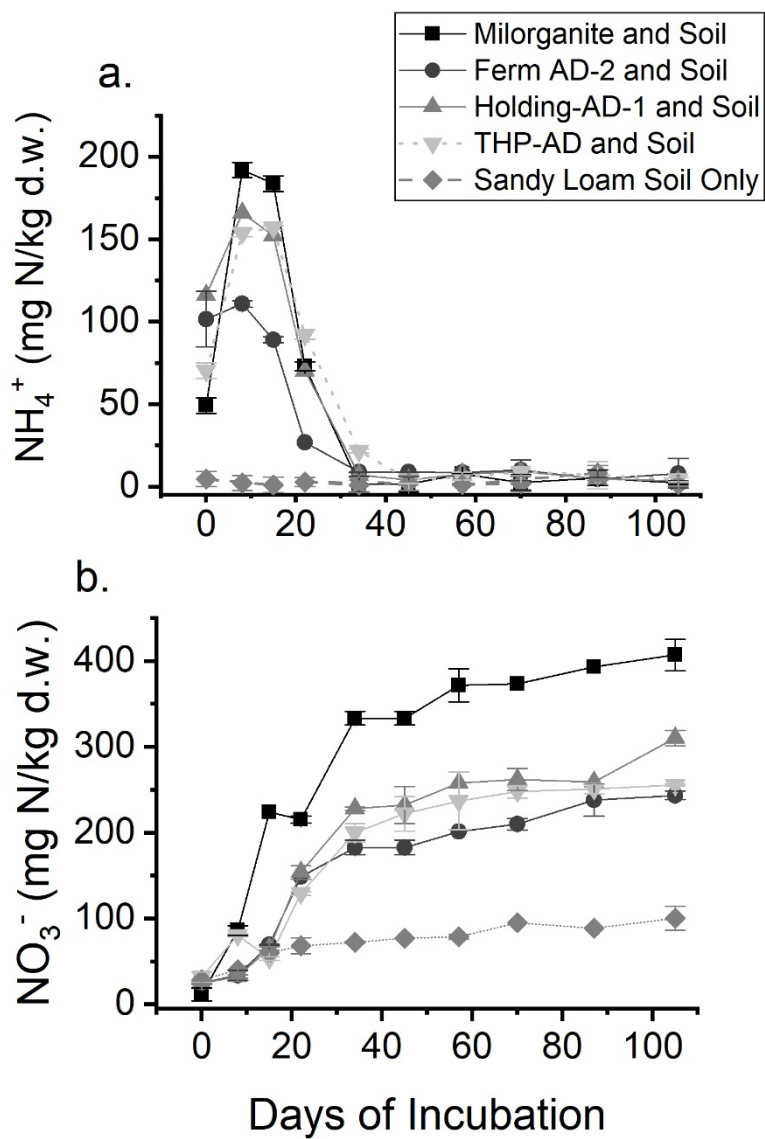 Milorganite and Soil
Ferm AD-2 and Soil
Holding-AD-1 and Soil
THP-AD and Soil
Sandy Loam Soil Only
a.
NH₄⁺ (mg N/kg d.w.)
200
150
100
50
0
0 20 40 60 80 100
b.
NO₃⁻ (mg N/kg d.w.)
400
300
200
100
0
0 20 40 60 80 100
Days of Incubation